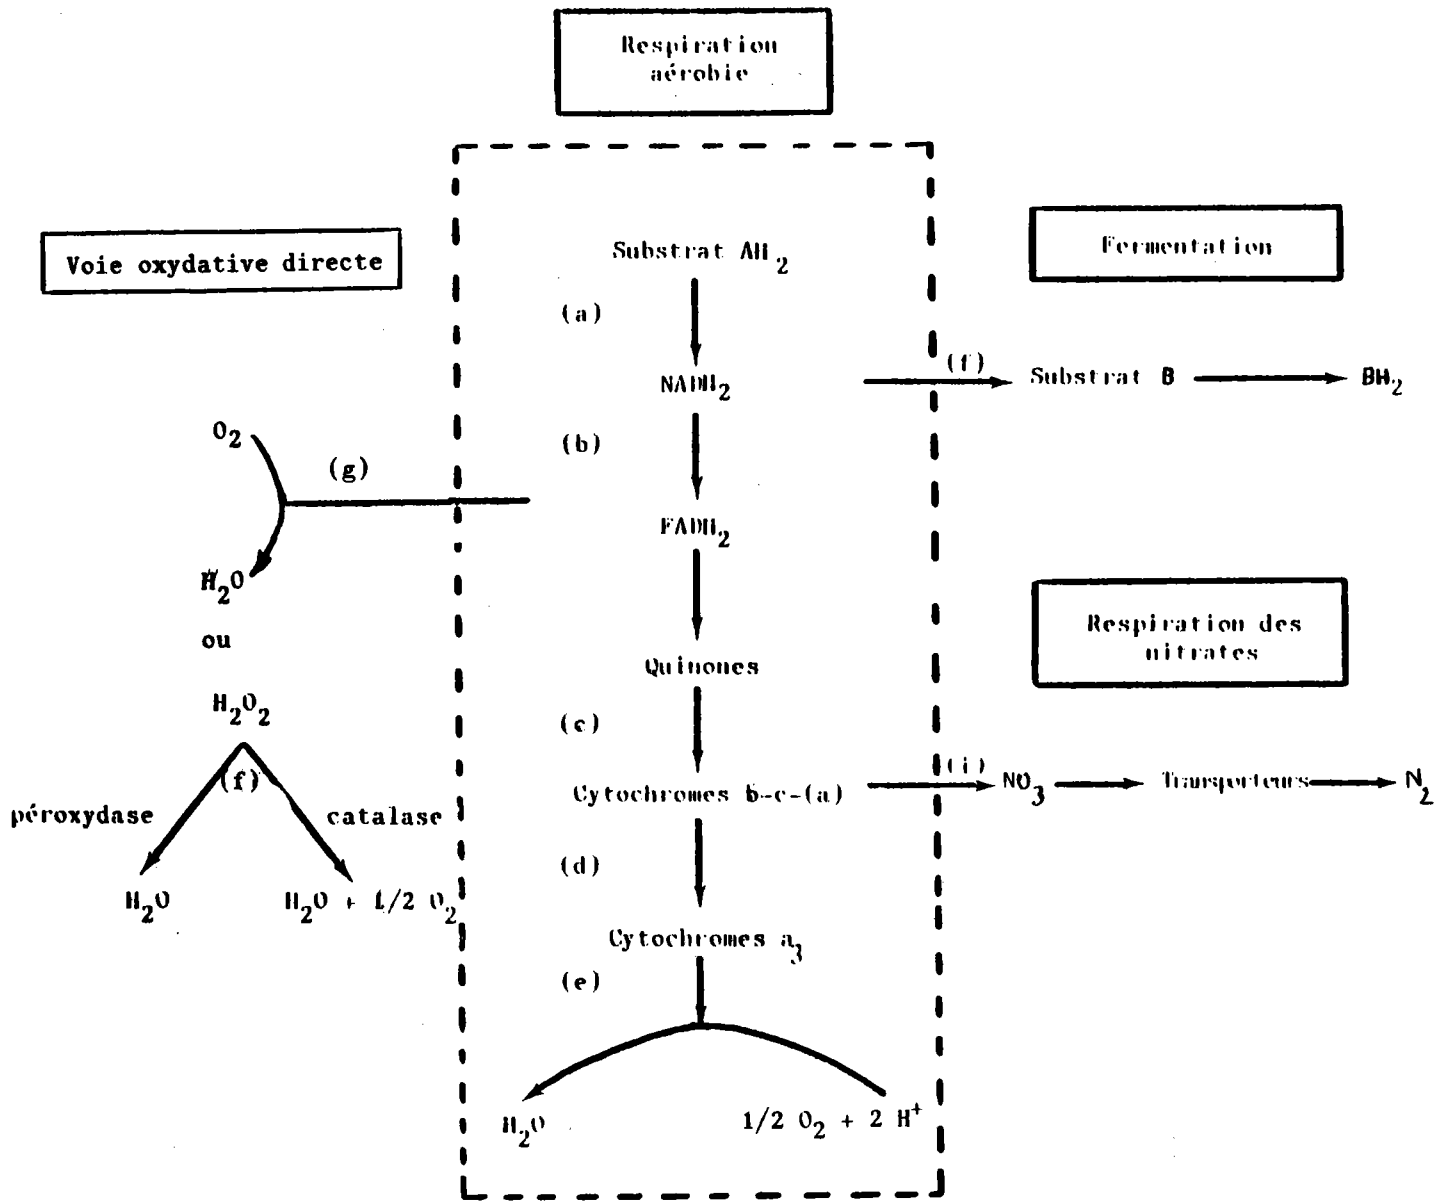 Respiration
aérobie
Voie oxydative directe
Fermentation
Substrat AH2
(a)
NADH2
(f)
Substrat B
BH2
O2
(g)
(b)
FADH2
H2O
ou
Respiration des
nitrates
Quinones
H2O2
(c)
(f)
péroxydase
catalase
Cytochromes b-c-(a)
(i)
NO3
Transporteurs
N2
(d)
H2O
H2O + 1/2 O2
Cytochromes a3
(e)
H2O
1/2 O2 + 2 H+